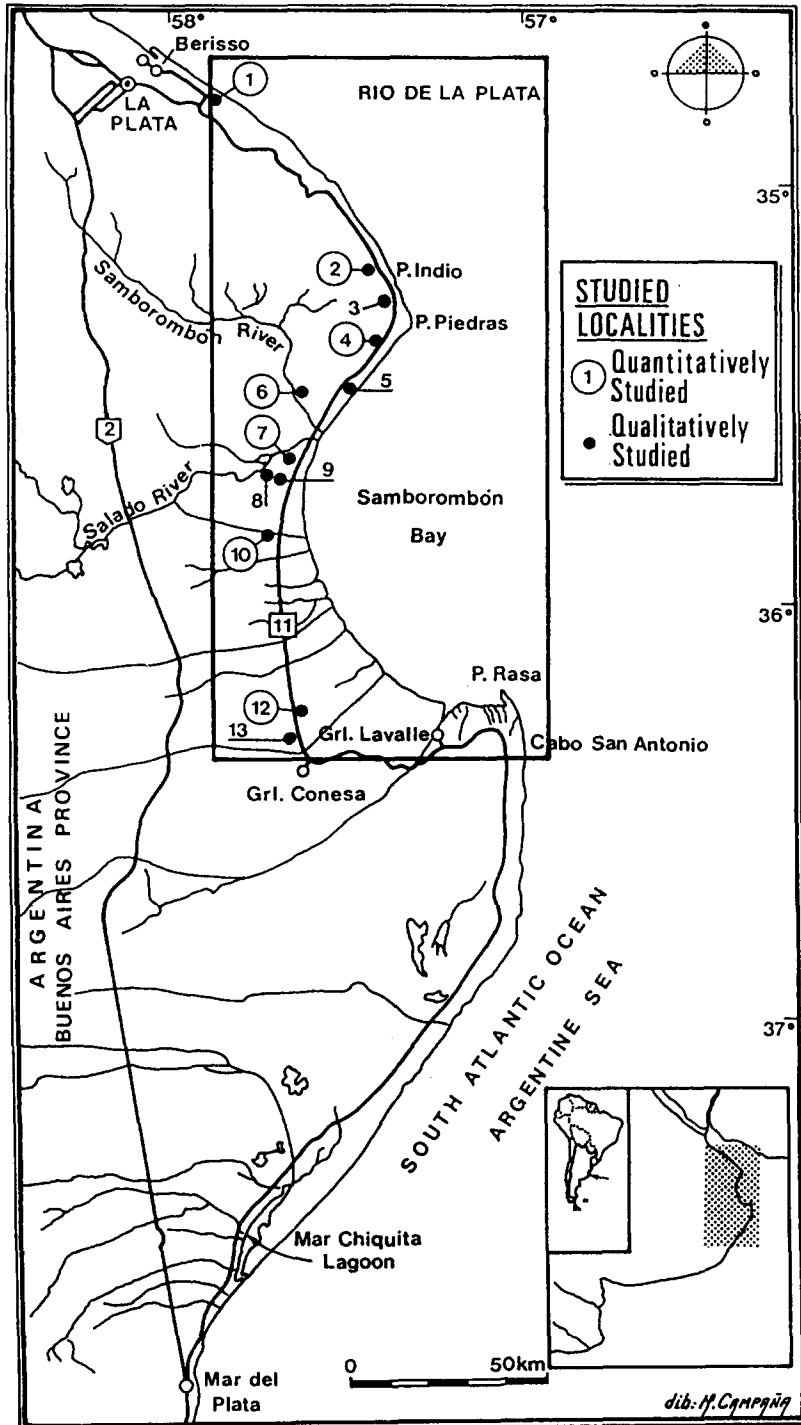 58°
57°
Berisso
1
LA
PLATA
RIO DE LA PLATA
35°
2
P. Indio
3
P. Piedras
4
Samborombón
River
5
6
STUDIED
LOCALITIES
1 Quantitatively
Studied
Qualitatively
Studied
2
7
9
8
Salado River
Samborombón
Bay
10
36°
11
P. Rasa
12
13
Grl. Lavalle
Cabo San Antonio
Grl. Conesa
ARGENTINA
BUENOS AIRES PROVINCE
SOUTH ATLANTIC OCEAN
ARGENTINE SEA
37°
Mar Chiquita
Lagoon
0 50km
Mar del
Plata
dib: M. CAMPAÑA